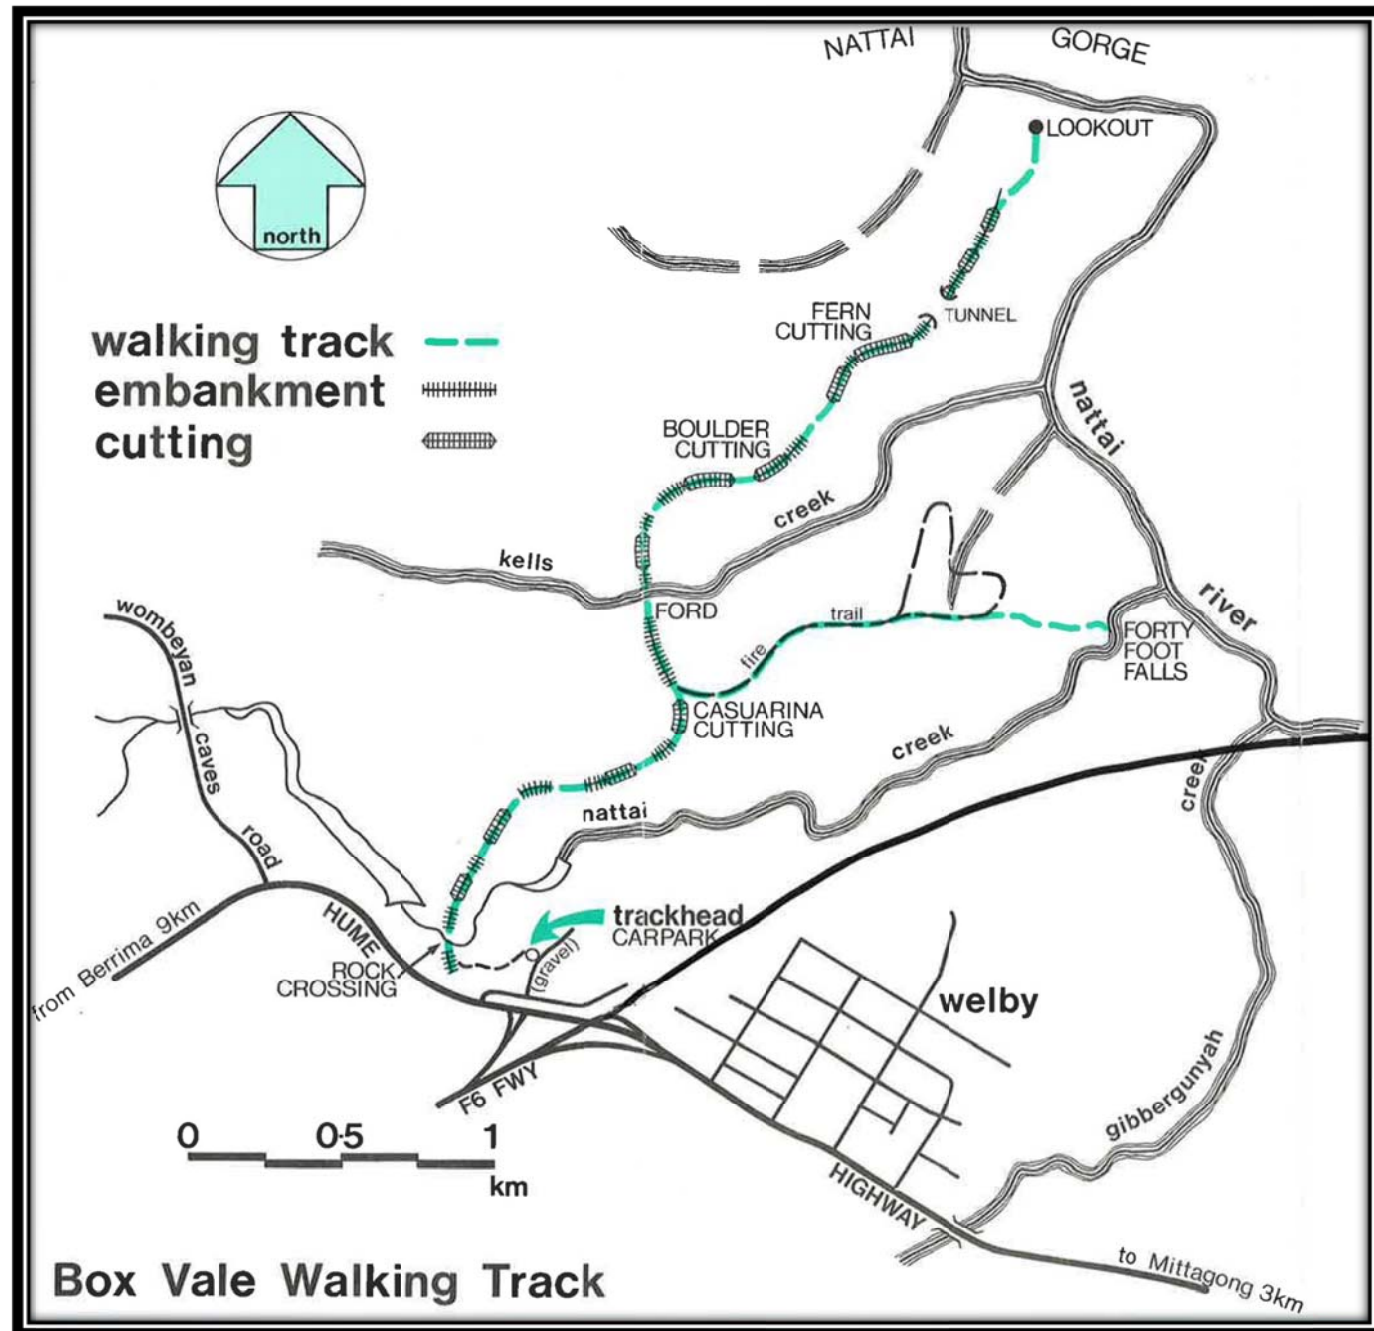 NATTAI GORGE
LOOKOUT
north
FERN
CUTTING
TUNNEL
walking track
embankment
cutting
nattai
river
BOULDER
CUTTING
creek
kells
FORD
wombeyan
caves
road
trail
fire
FORTY
FOOT
FALLS
CASUARINA
CUTTING
creek
nattai
creek
gibbergunyah
from Berrima 9km
HUME
ROCK
CROSSING
trackhead
CARPARK
(gravel)
welby
F6 FWY
HIGHWAY
to Mittagong 3km
0 0·5 1
km
Box Vale Walking Track